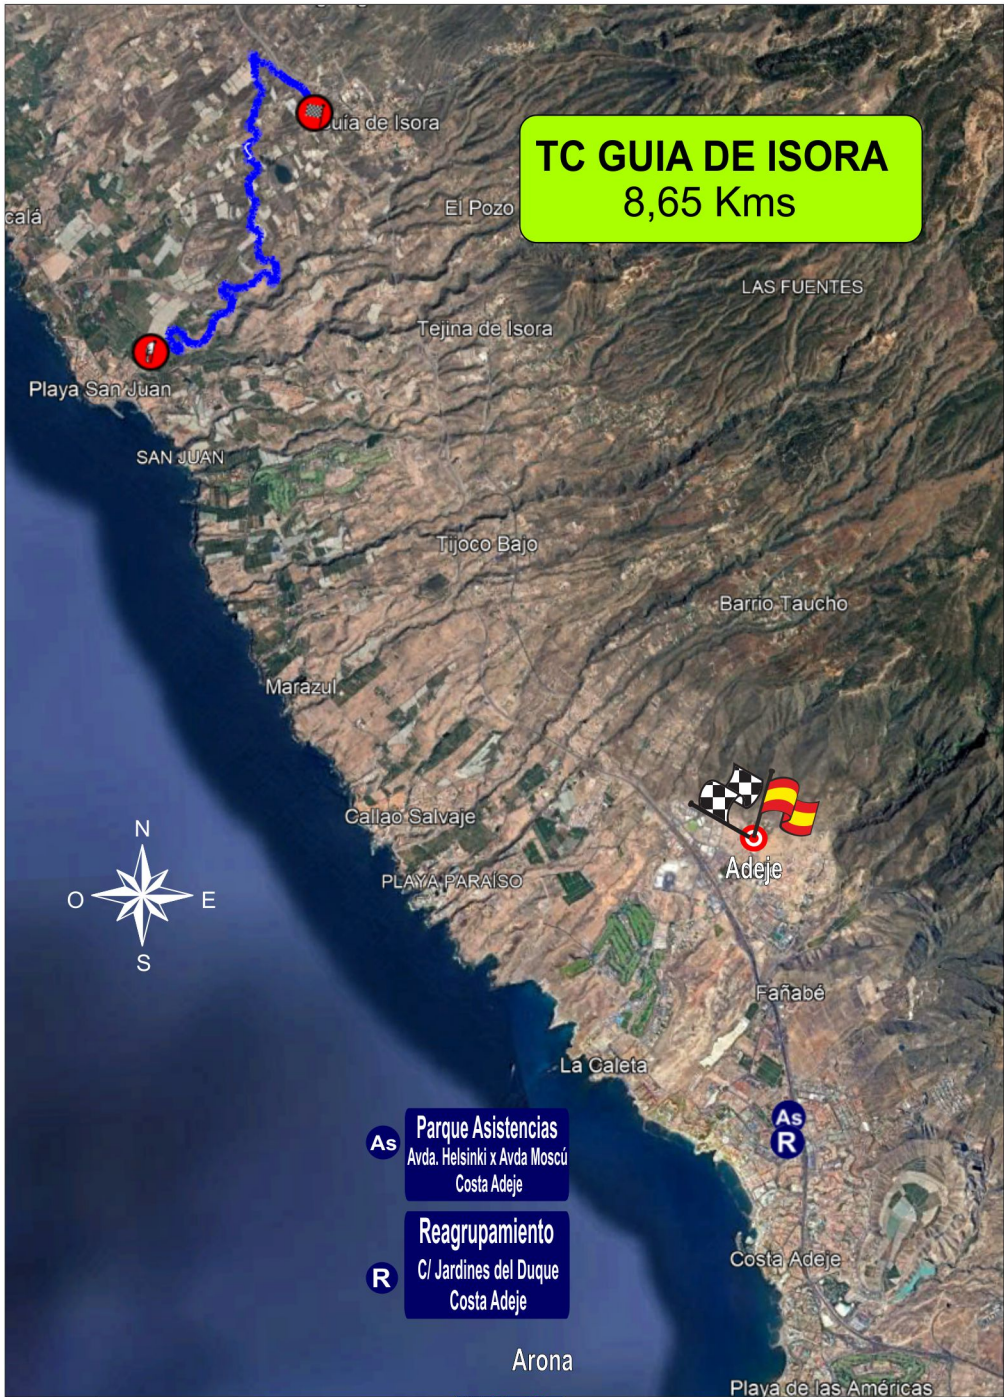 uía de Isora
TC GUIA DE ISORA
8,65 Kms
calá
El Pozo
LAS FUENTES
Tejina de Isora
Playa San Juan
SAN JUAN
Tijoco Bajo
Barrio Taucho
Marazul
Callao Salvaje
Adeje
PLAYA PARAÍSO
N
O
E
S
Fañabé
La Caleta
As
R
As
Parque Asistencias
Avda. Helsinki x Avda Moscú
Costa Adeje
R
Reagrupamiento
C/ Jardines del Duque
Costa Adeje
Costa Adeje
Arona
Playa de las Américas